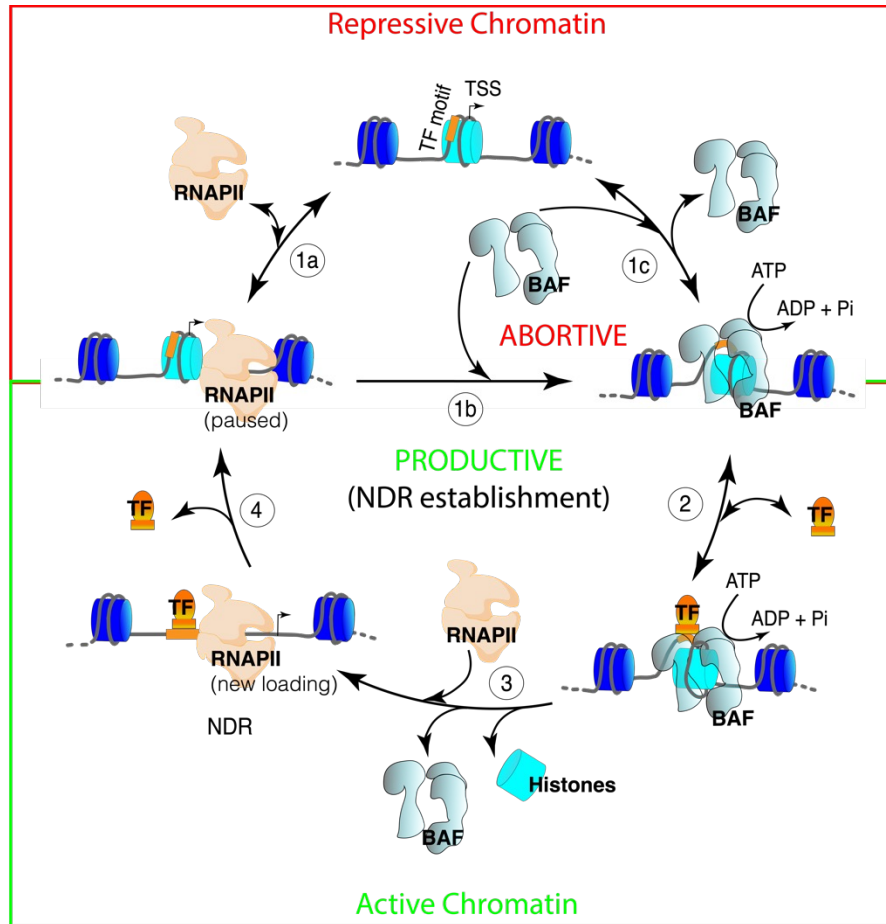 Repressive Chromatin
TF motif
TSS
RNAPII
BAF
1a
BAF
1c
ATP
ADP + Pi
ABORTIVE
RNAPII
(paused)
1b
BAF
PRODUCTIVE
(NDR establishment)
TF
4
2
TF
TF
RNAPII
(new loading)
NDR
RNAPII
3
TF
ATP
ADP + Pi
BAF
BAF
Histones
Active Chromatin